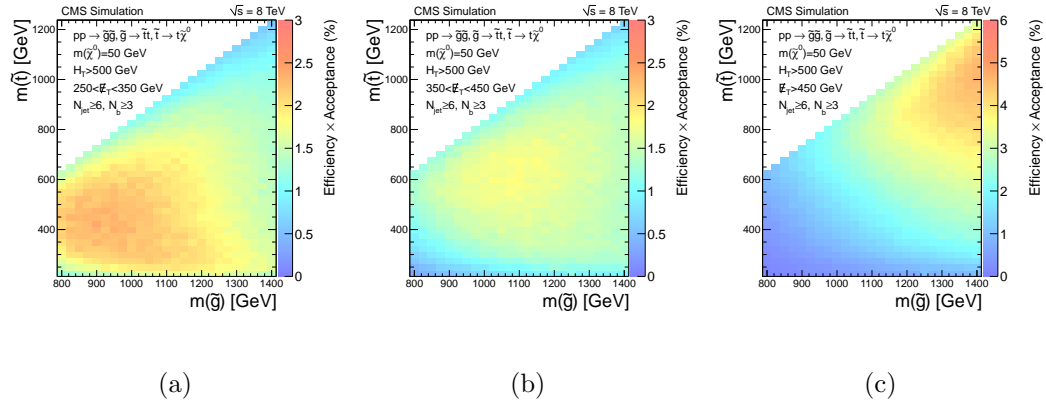 CMS Simulation √s = 8 TeV
pp → g̃g̃, g̃ → t̃t, t̃ → tχ̃⁰
m(χ̃⁰)=50 GeV
H_T>500 GeV
250<E̸_T<350 GeV
N_jet≥6, N_b≥3
m(t̃) [GeV]
1200
1000
800
600
400
800 900 1000 1100 1200 1300 1400
m(g̃) [GeV]
3
2.5
2
1.5
1
0.5
0
Efficiency × Acceptance (%)
(a)
CMS Simulation √s = 8 TeV
pp → g̃g̃, g̃ → t̃t, t̃ → tχ̃⁰
m(χ̃⁰)=50 GeV
H_T>500 GeV
350<E̸_T<450 GeV
N_jet≥6, N_b≥3
m(t̃) [GeV]
1200
1000
800
600
400
800 900 1000 1100 1200 1300 1400
m(g̃) [GeV]
3
2.5
2
1.5
1
0.5
0
Efficiency × Acceptance (%)
(b)
CMS Simulation √s = 8 TeV
pp → g̃g̃, g̃ → t̃t, t̃ → tχ̃⁰
m(χ̃⁰)=50 GeV
H_T>500 GeV
E̸_T>450 GeV
N_jet≥6, N_b≥3
m(t̃) [GeV]
1200
1000
800
600
400
800 900 1000 1100 1200 1300 1400
m(g̃) [GeV]
6
5
4
3
2
1
0
Efficiency × Acceptance (%)
(c)